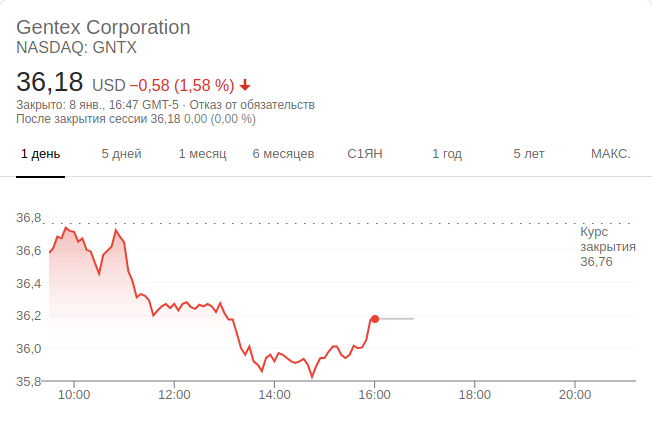 Gentex Corporation
NASDAQ: GNTX
36,18 USD −0,58 (1,58 %)
Закрыто: 8 янв., 16:47 GMT-5 · Отказ от обязательств
После закрытия сессии 36,18 0,00 (0,00 %)
1 день 5 дней 1 месяц 6 месяцев С1ЯН 1 год 5 лет МАКС.
36,8
Курс
закрытия
36,76
36,6
36,4
36,2
36,0
35,8
10:00 12:00 14:00 16:00 18:00 20:00